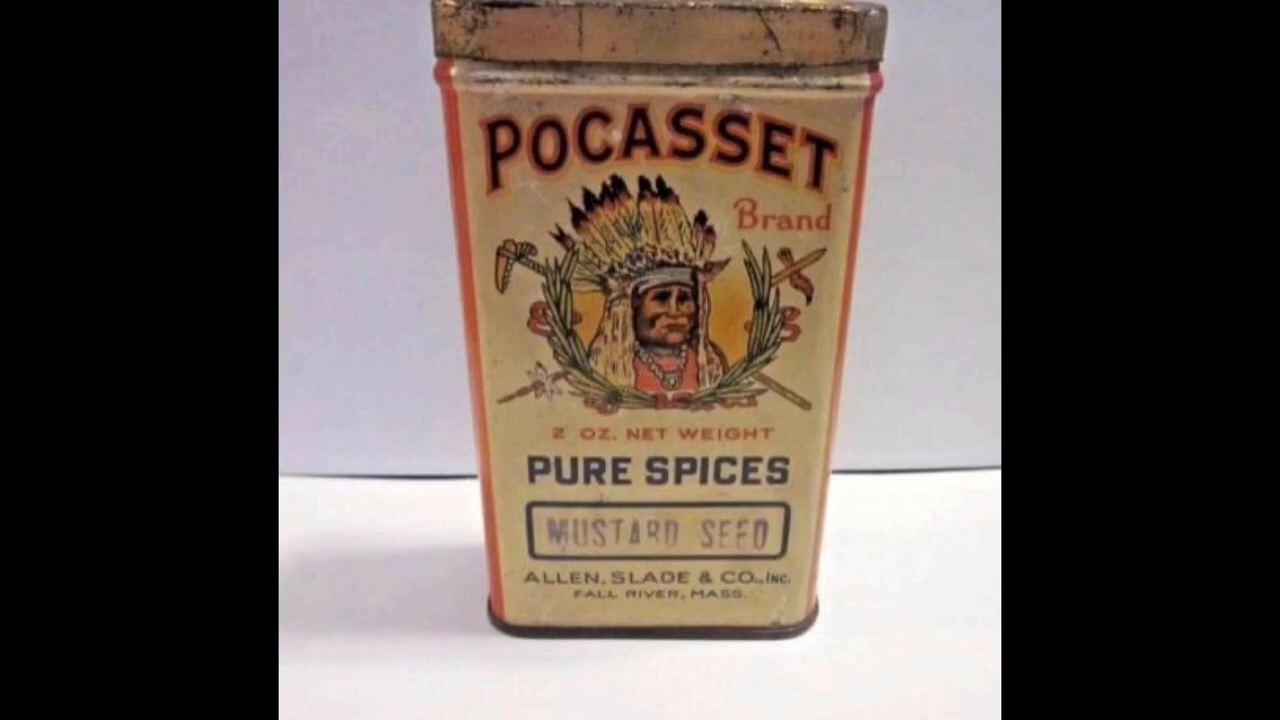 POCASSET
Brand
2 OZ. NET WEIGHT
PURE SPICES
MUSTARD SEED
ALLEN, SLADE & CO., INC.
FALL RIVER, MASS.